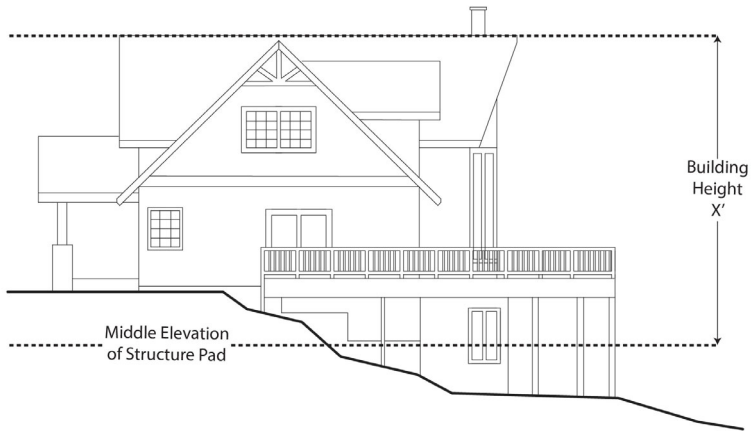 Building
Height
X’
Middle Elevation
of Structure Pad